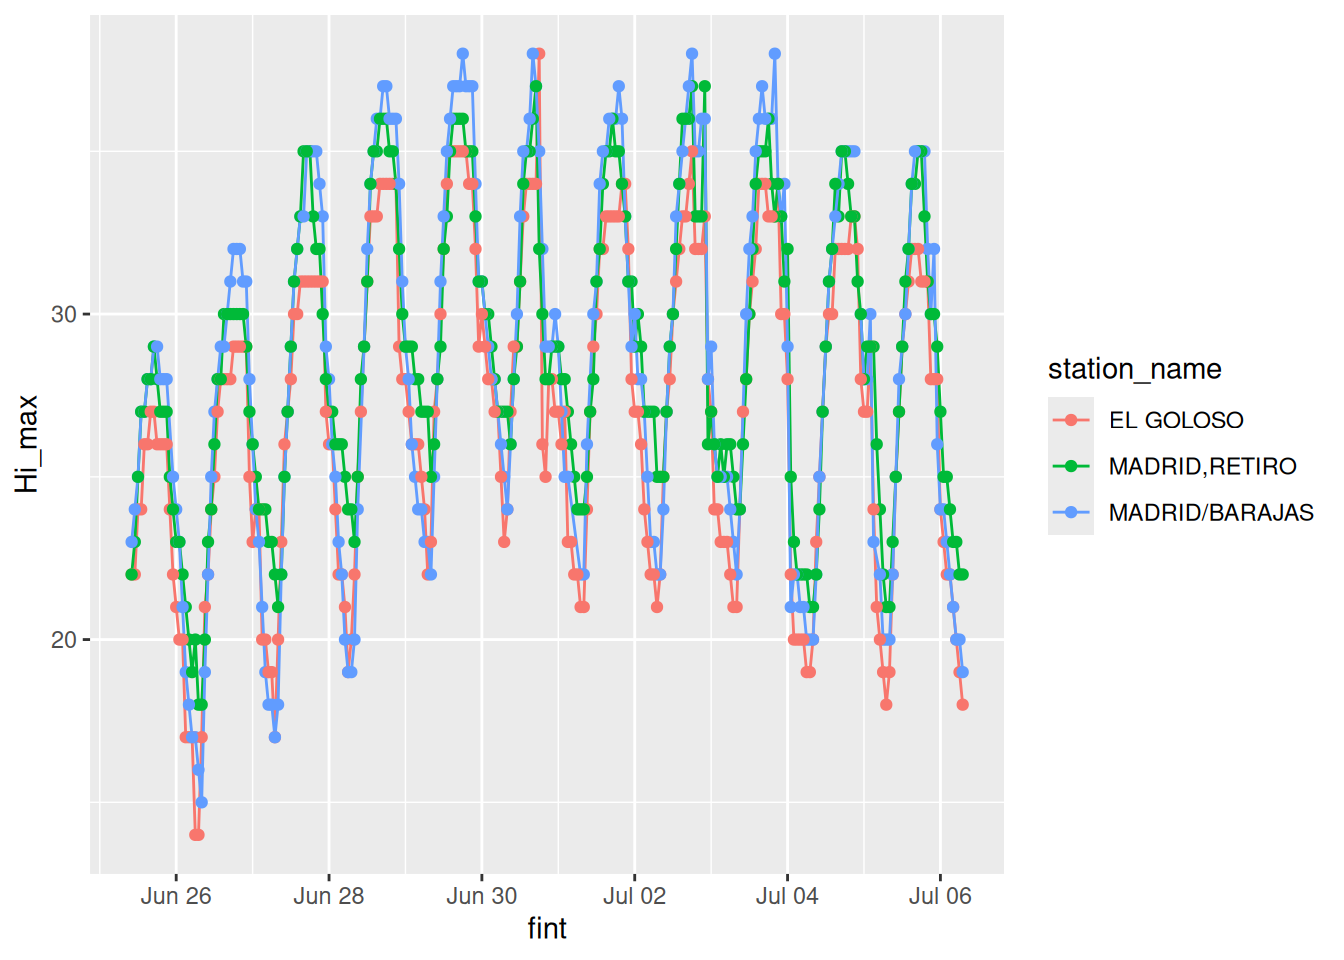 Hi_max
30
20
Jun 26
Jun 28
Jun 30
Jul 02
Jul 04
Jul 06
fint
station_name
EL GOLOSO
MADRID,RETIRO
MADRID/BARAJAS